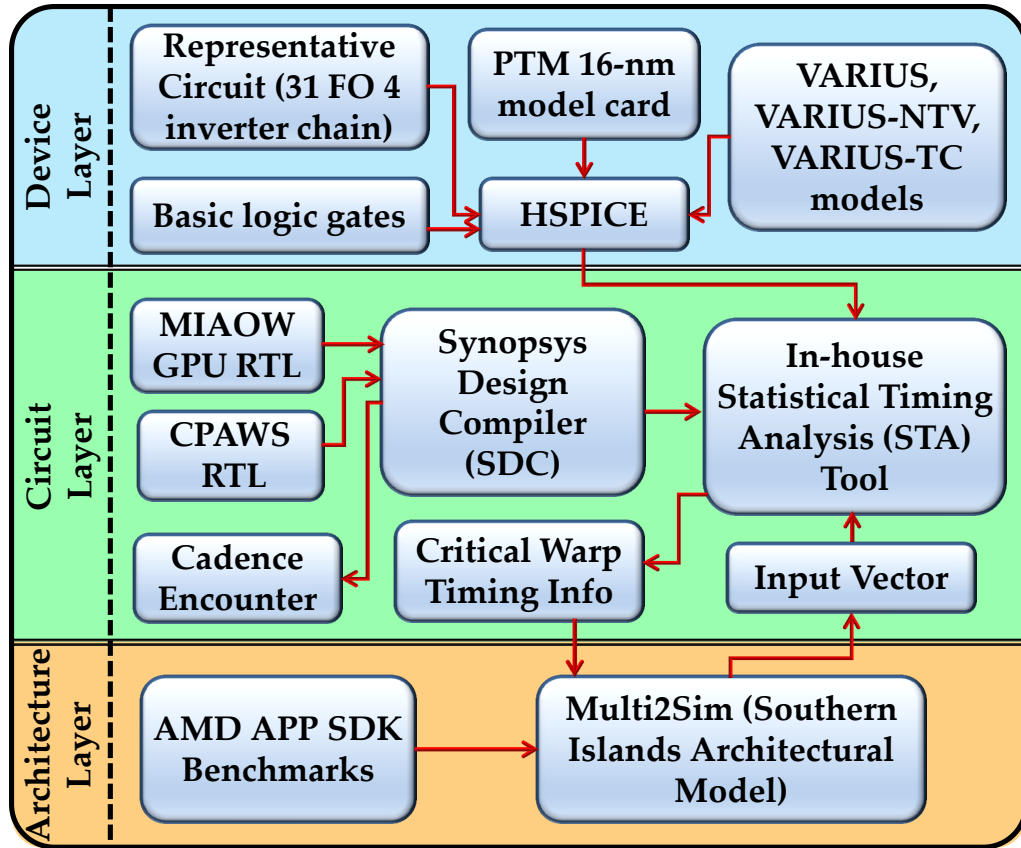 Device
Layer
Representative
Circuit (31 FO 4
inverter chain)
PTM 16-nm
model card
VARIUS,
VARIUS-NTV,
VARIUS-TC
models
Basic logic gates
HSPICE
Circuit
Layer
MIAOW
GPU RTL
CPAWS
RTL
Cadence
Encounter
Synopsys
Design
Compiler
(SDC)
In-house
Statistical Timing
Analysis (STA)
Tool
Critical Warp
Timing Info
Input Vector
Architecture
Layer
AMD APP SDK
Benchmarks
Multi2Sim (Southern
Islands Architectural
Model)